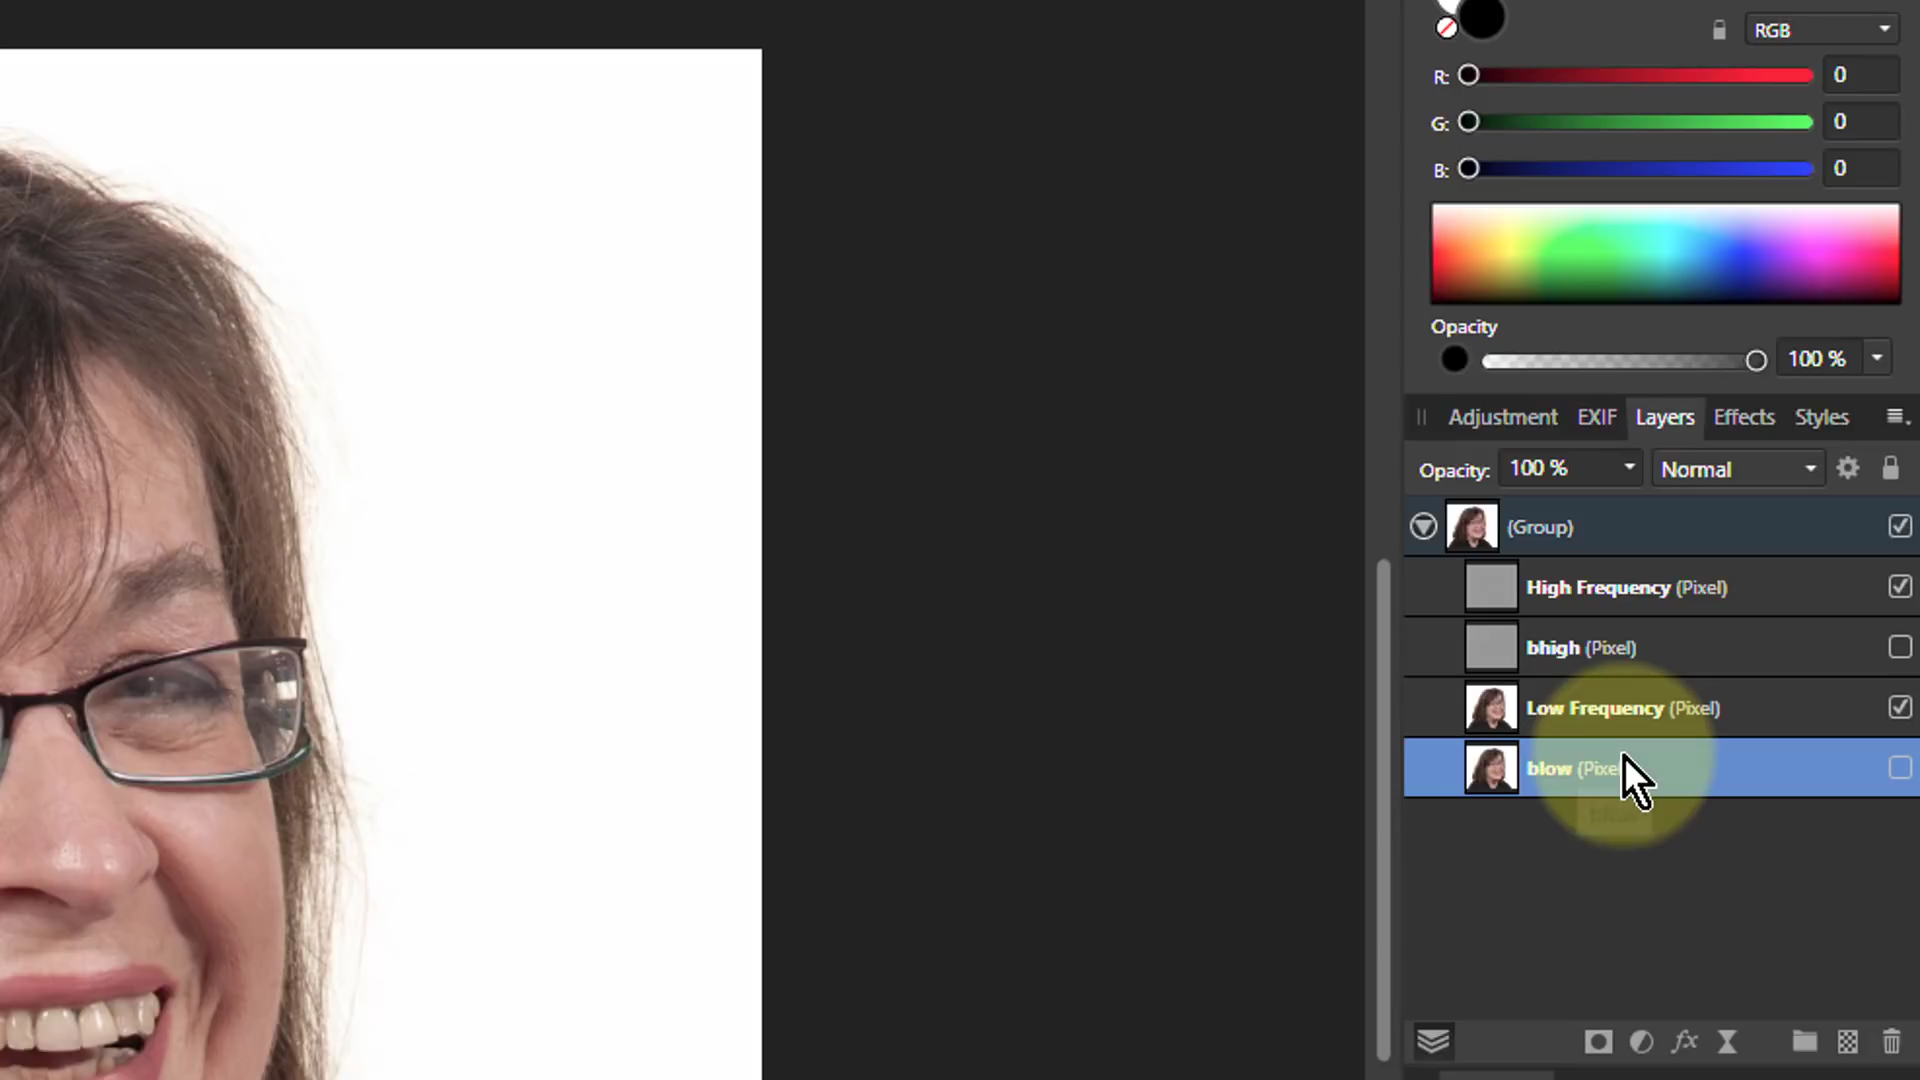 RGB
R: 0
G: 0
B: 0
Opacity
100 %
Adjustment EXIF Layers Effects Styles
Opacity: 100 % Normal
(Group)
High Frequency (Pixel)
bhigh (Pixel)
Low Frequency (Pixel)
blow
fx